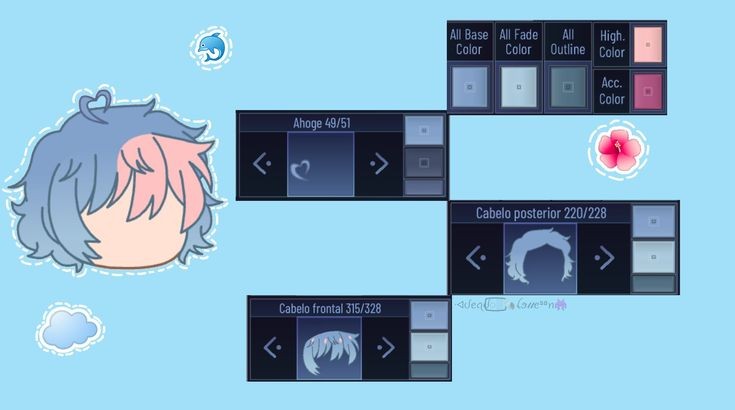 All Base
Color
All Fade
Color
All
Outline
High.
Color
Acc.
Color
Ahoge 49/51
Cabelo posterior 220/228
Cabelo frontal 315/328